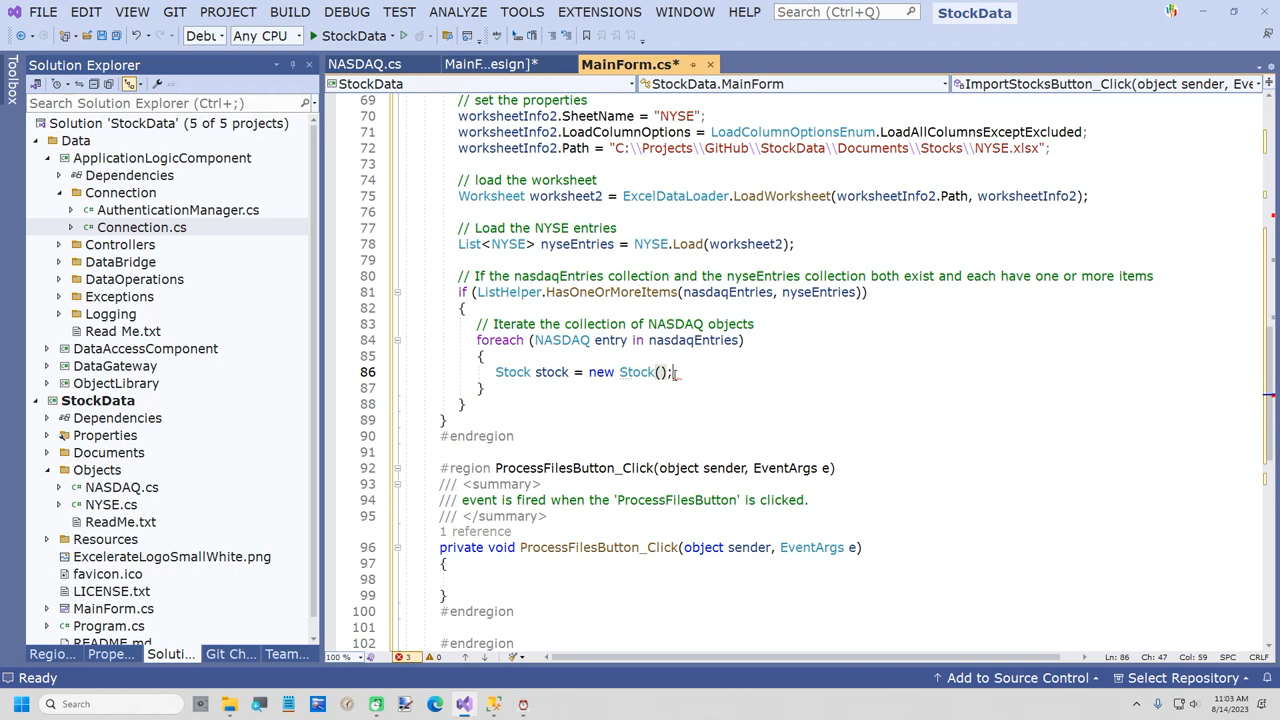 FILE EDIT VIEW GIT PROJECT BUILD DEBUG TEST ANALYZE TOOLS EXTENSIONS WINDOW HELP Search (Ctrl+;) StockData
Debu Any CPU StockData
Toolbox
Solution Explorer
Search Solution Explorer (Ctrl+;)
Solution 'StockData' (5 of 5 projects)
Data
ApplicationLogicComponent
Dependencies
Connection
AuthenticationManager.cs
Connection.cs
Controllers
DataBridge
DataOperations
Exceptions
Logging
Read Me.txt
DataAccessComponent
DataGateway
ObjectLibrary
StockData
Dependencies
Properties
Documents
Objects
NASDAQ.cs
NYSE.cs
ReadMe.txt
Resources
ExcelerateLogoSmallWhite.png
favicon.ico
LICENSE.txt
MainForm.cs
Program.cs
README.md
Regio... Prope... Soluti... Git Ch... Team...
NASDAQ.cs MainF...esign]* MainForm.cs*
StockData StockData.MainForm ImportStocksButton_Click(object sender, Eve
69 // set the properties
70 worksheetInfo2.SheetName = "NYSE";
71 worksheetInfo2.LoadColumnOptions = LoadColumnOptionsEnum.LoadAllColumnsExceptExcluded;
72 worksheetInfo2.Path = "C:\\Projects\\GitHub\\StockData\\Documents\\Stocks\\NYSE.xlsx";
73
74 // load the worksheet
75 Worksheet worksheet2 = ExcelDataLoader.LoadWorksheet(worksheetInfo2.Path, worksheetInfo2);
76
77 // Load the NYSE entries
78 List<NYSE> nyseEntries = NYSE.Load(worksheet2);
79
80 // If the nasdaqEntries collection and the nyseEntries collection both exist and each have one or more items
81 if (ListHelper.HasOneOrMoreItems(nasdaqEntries, nyseEntries))
82 {
83 // Iterate the collection of NASDAQ objects
84 foreach (NASDAQ entry in nasdaqEntries)
85 {
86 Stock stock = new Stock();
87 }
88 }
89 }
90 #endregion
91
92 #region ProcessFilesButton_Click(object sender, EventArgs e)
93 /// <summary>
94 /// event is fired when the 'ProcessFilesButton' is clicked.
95 /// </summary>
1 reference
96 private void ProcessFilesButton_Click(object sender, EventArgs e)
97 {
98
99 }
100 #endregion
101
102 #endregion
100 % 3 0 Ln: 86 Ch: 47 Col: 59 SPC CRLF
Ready Add to Source Control Select Repository
Search 11:03 AM
8/14/2023